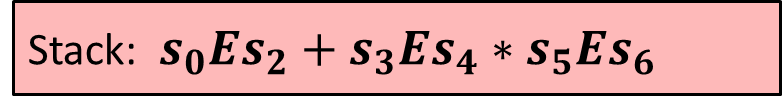 Stack: s₀Es₂ + s₃Es₄ * s₅Es₆